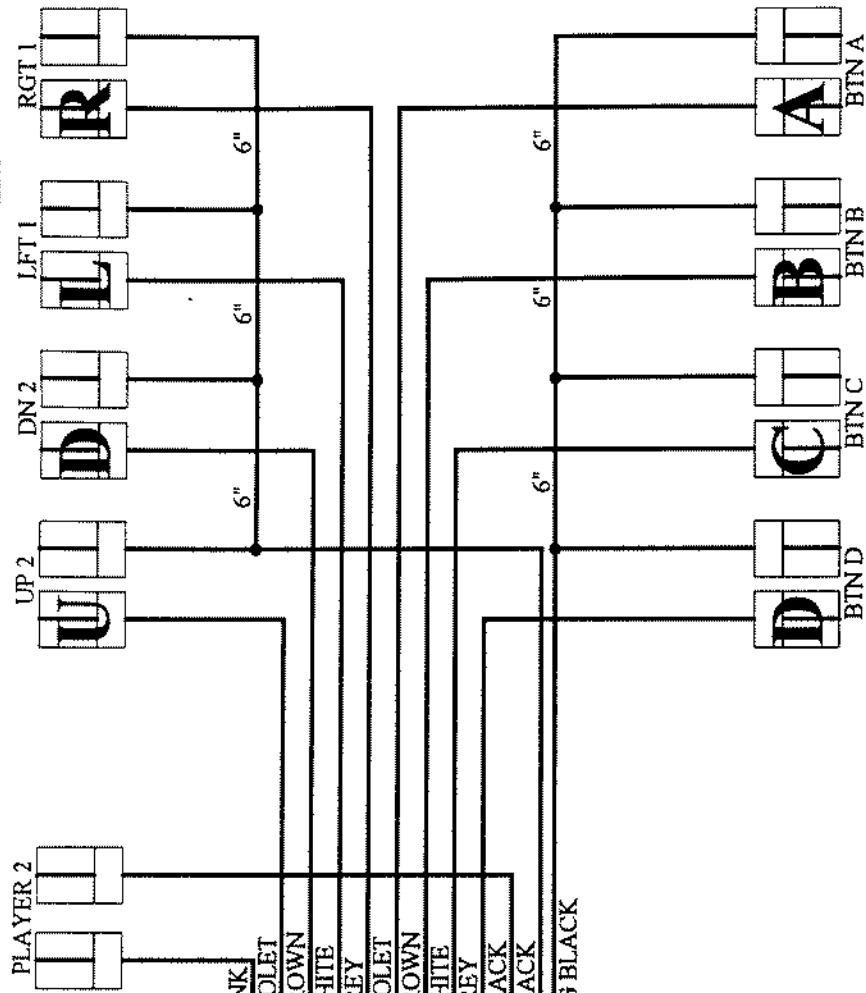 RGT 1
R
6"
LFT 1
L
6"
DN 2
D
6"
UP 2
U
PLAYER 2
BTN A
A
6"
BTN B
B
6"
BTN C
C
6"
BTN D
D
NK
OLET
OWN
HITE
EY
OLET
OWN
HITE
EY
ACK
ACK
G BLACK